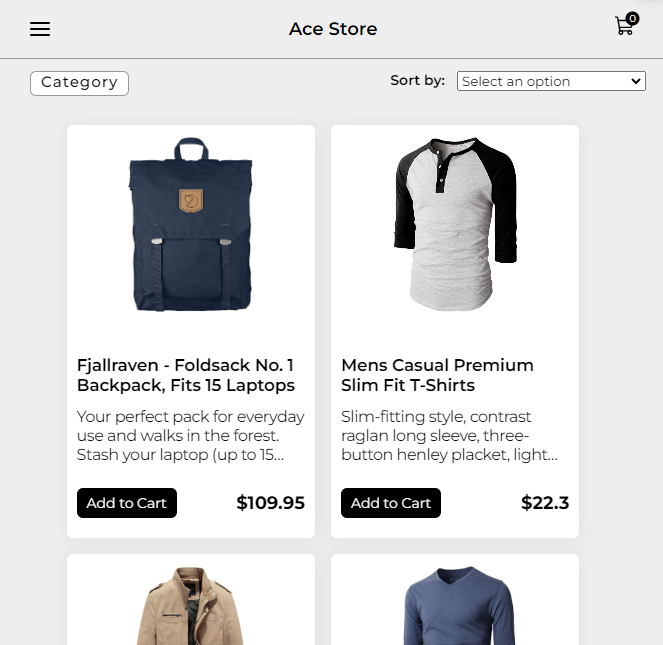 Ace Store
0
Category
Sort by:
Select an option
Fjallraven - Foldsack No. 1
Backpack, Fits 15 Laptops
Your perfect pack for everyday
use and walks in the forest.
Stash your laptop (up to 15...
Add to Cart
$109.95
Mens Casual Premium
Slim Fit T-Shirts
Slim-fitting style, contrast
raglan long sleeve, three-
button henley placket, light...
Add to Cart
$22.3